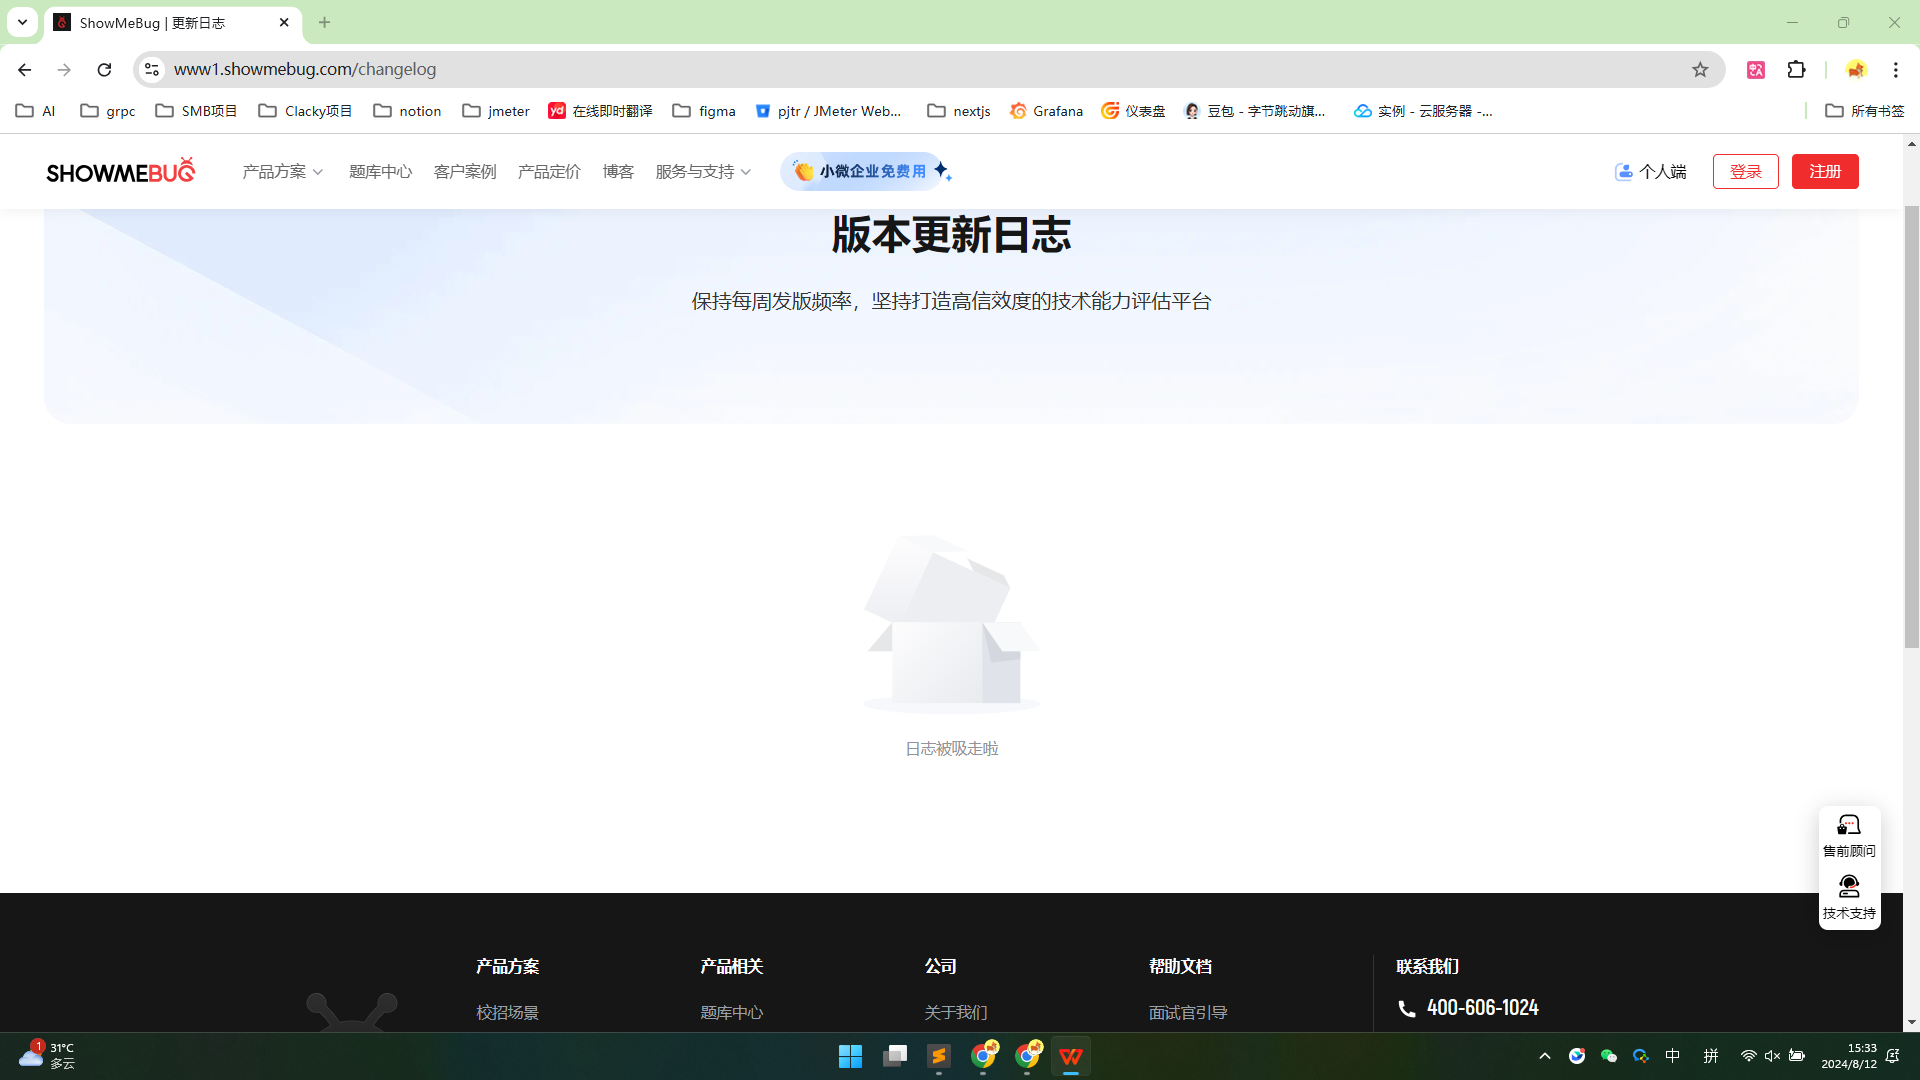 ShowMeBug | 更新日志
www1.showmebug.com/changelog
AI
grpc
SMB项目
Clacky项目
notion
jmeter
yd
在线即时翻译
figma
pjtr / JMeter Web...
nextjs
Grafana
仪表盘
豆包 - 字节跳动旗...
实例 - 云服务器 -...
所有书签
SHOWMEBUG
产品方案
题库中心
客户案例
产品定价
博客
服务与支持
小微企业免费用
个人端
登录
注册
版本更新日志
保持每周发版频率，坚持打造高信效度的技术能力评估平台
日志被吸走啦
售前顾问
技术支持
产品方案
产品相关
公司
帮助文档
联系我们
校招场景
题库中心
关于我们
面试官引导
400-606-1024
1
31°C
多云
中
拼
15:33
2024/8/12